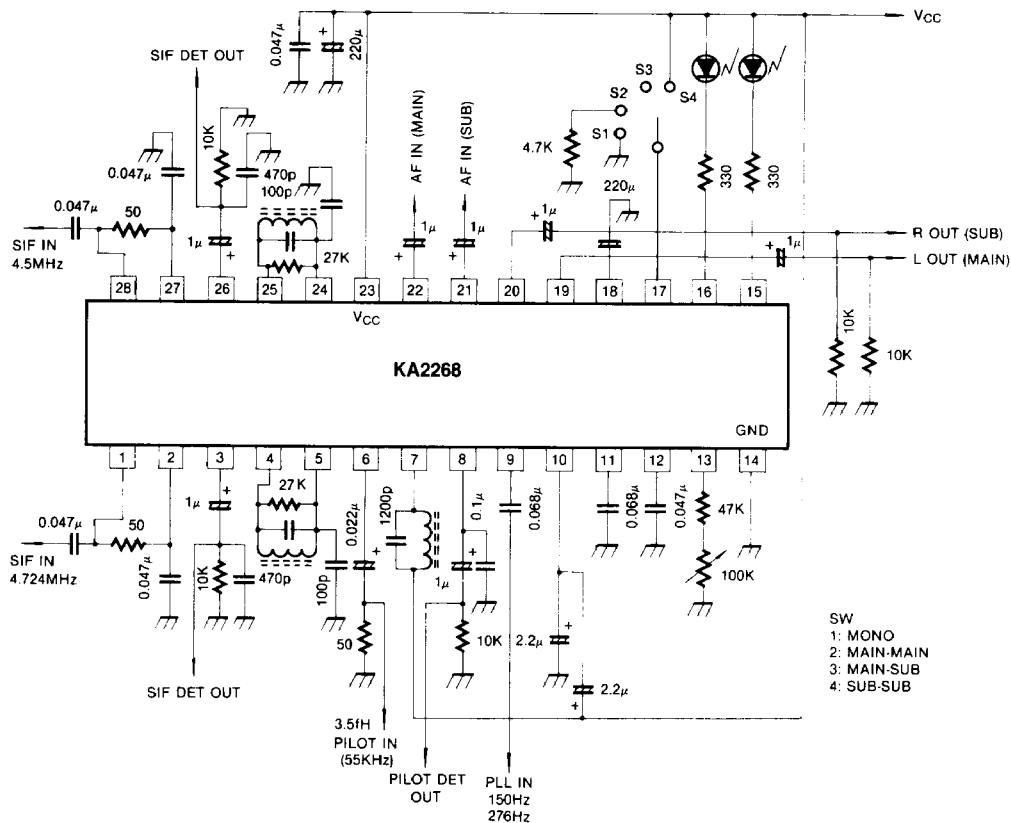 VCC
0.047μ
+
220μ
SIF DET OUT
S3
S2
S4
S1
10K
AF IN (MAIN)
AF IN (SUB)
4.7K
330
330
0.047μ
470p
100p
220μ
0.047μ
50
1μ
1μ
1μ
1μ
1μ
R OUT (SUB)
L OUT (MAIN)
SIF IN
4.5MHz
27K
28
27
26
25
24
23
22
21
20
19
18
17
16
15
VCC
KA2268
10K
10K
GND
1
2
3
4
5
6
7
8
9
10
11
12
13
14
0.047μ
50
1μ
27K
0.022μ
1200p
0.1μ
0.068μ
0.068μ
0.047μ
47K
SIF IN
4.724MHz
0.047μ
10K
470p
100p
1μ
100K
50
10K
2.2μ
2.2μ
SW
1: MONO
2: MAIN-MAIN
3: MAIN-SUB
4: SUB-SUB
SIF DET OUT
3.5fH
PILOT IN
(55KHz)
PILOT DET
OUT
PLL IN
150Hz
276Hz